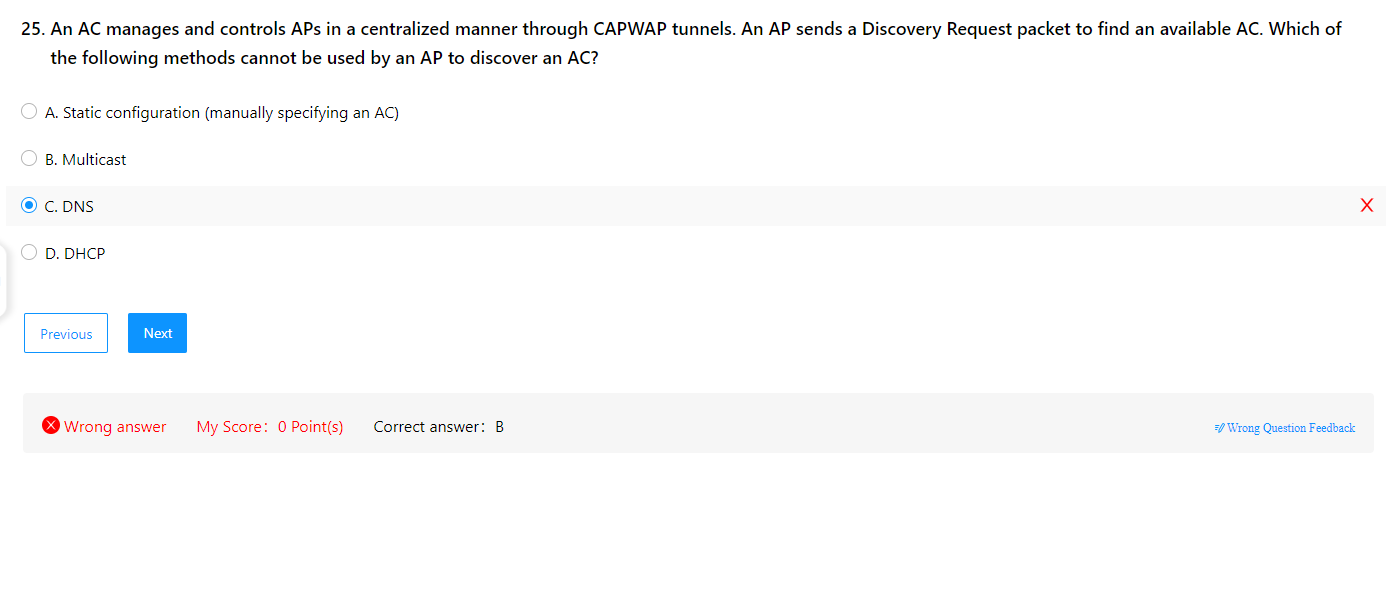 25. An AC manages and controls APs in a centralized manner through CAPWAP tunnels. An AP sends a Discovery Request packet to find an available AC. Which of
the following methods cannot be used by an AP to discover an AC?
A. Static configuration (manually specifying an AC)
B. Multicast
C. DNS
X
D. DHCP
Previous
Next
Wrong answer My Score: 0 Point(s) Correct answer: B
Wrong Question Feedback